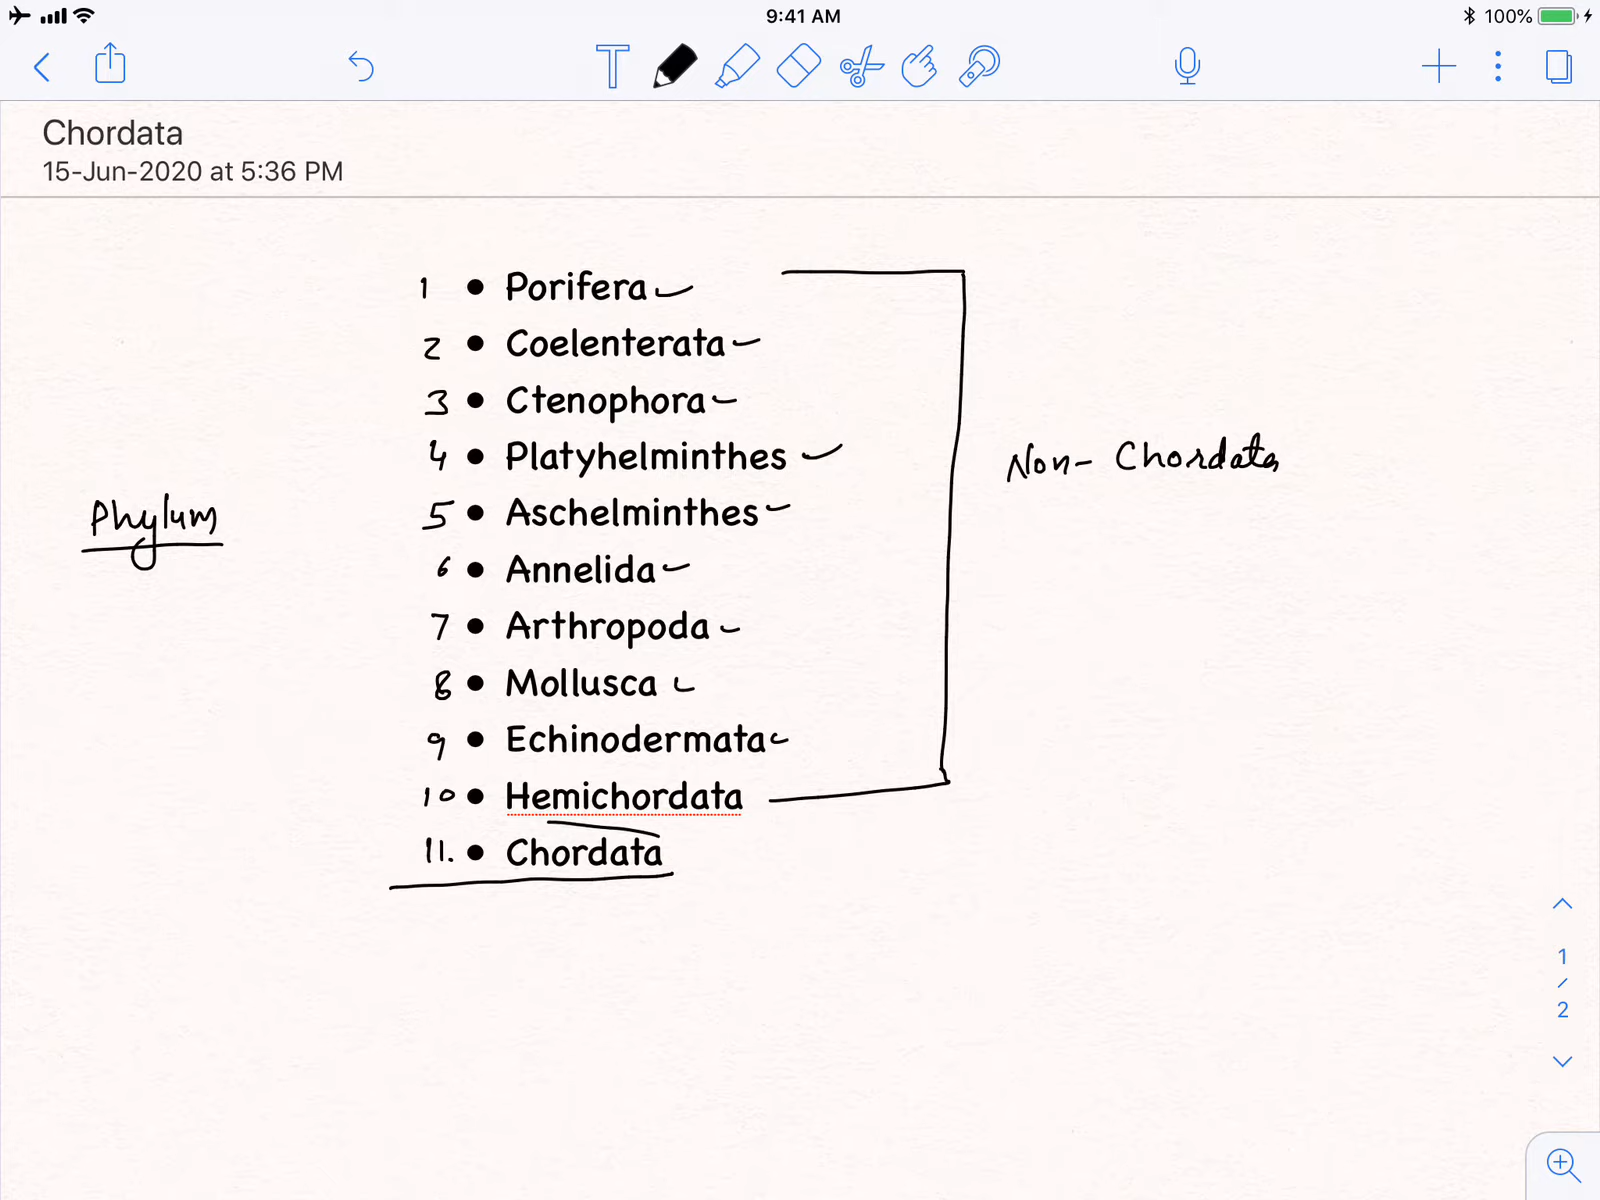 9:41 AM
100%
Chordata
15-Jun-2020 at 5:36 PM
Phylum
1 • Porifera
2 • Coelenterata
3 • Ctenophora
4 • Platyhelminthes
5 • Aschelminthes
6 • Annelida
7 • Arthropoda
8 • Mollusca
9 • Echinodermata
10 • Hemichordata
11. • Chordata
Non-Chordata
1
/
2